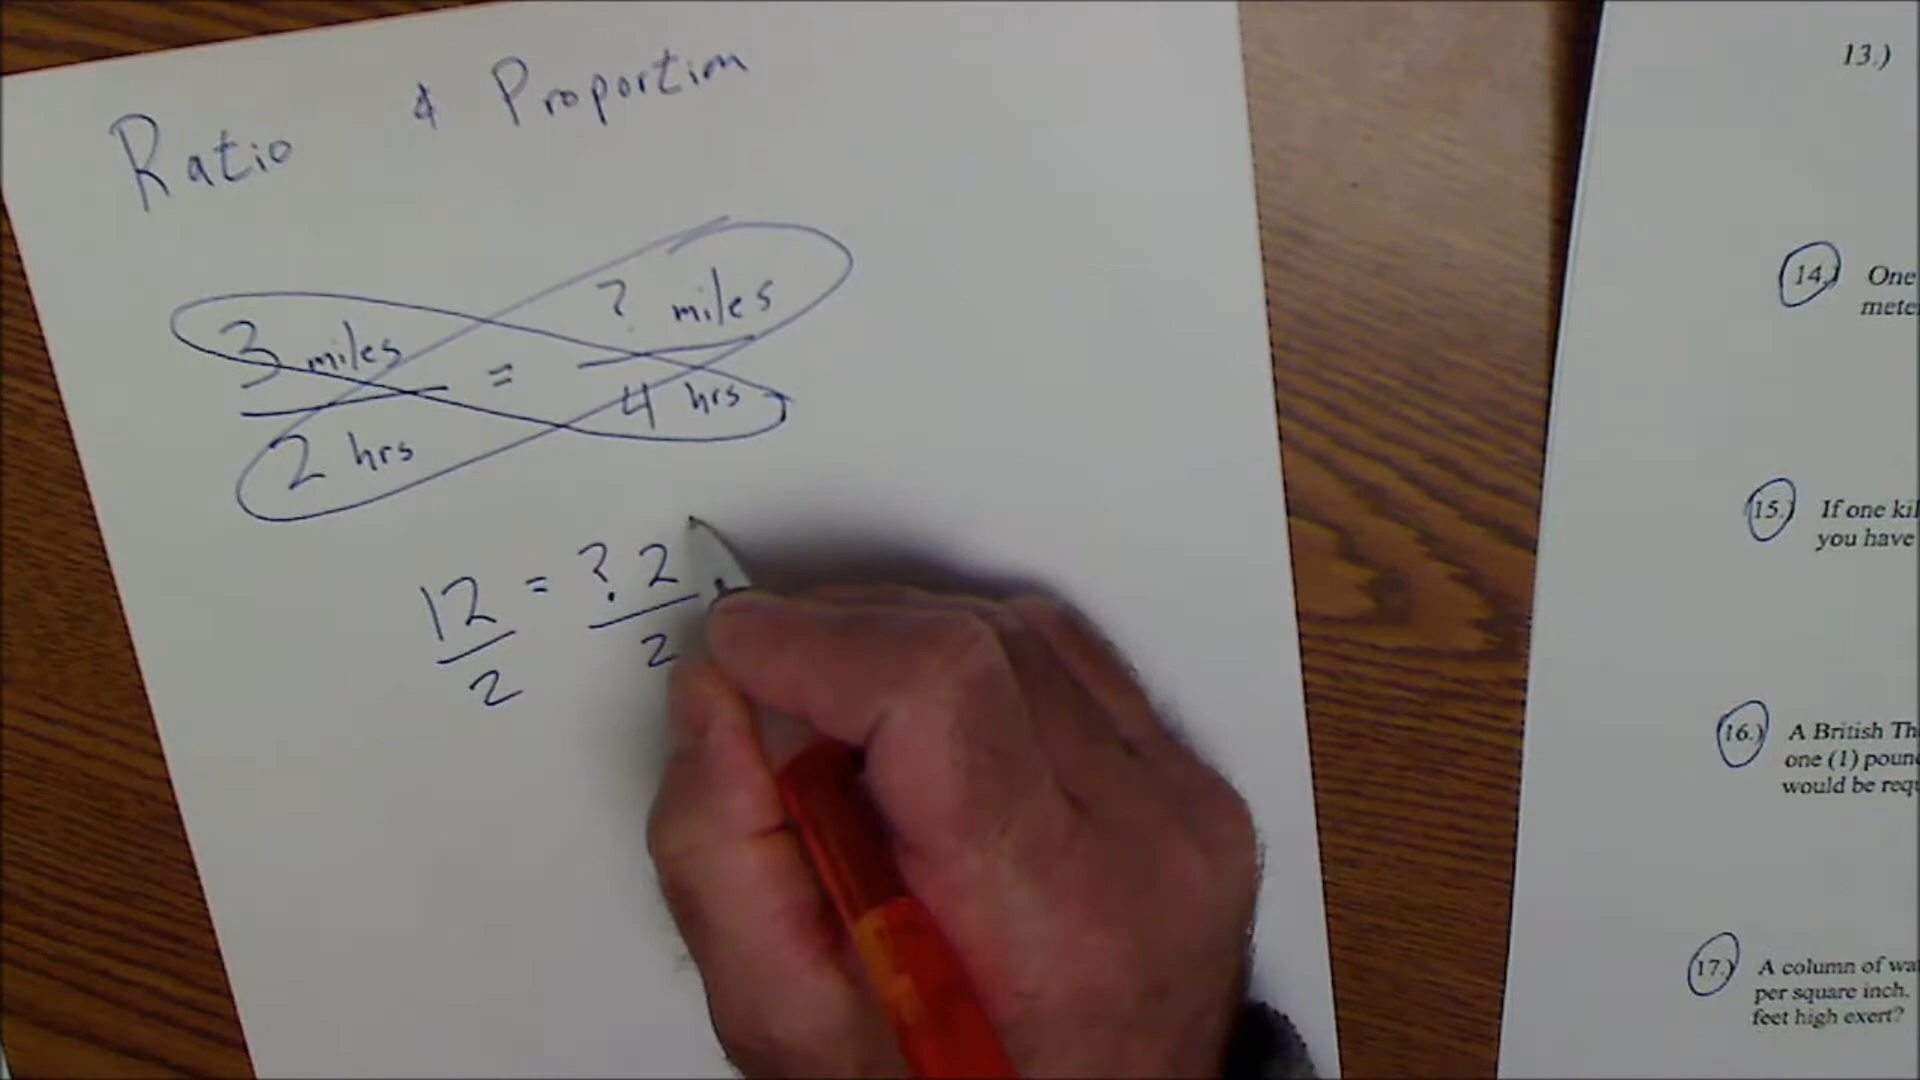 Ratio & Proportion
3 miles = ? miles
2 hrs 4 hrs
12 = ? 2
2 2
13.)
14.) One
mete
15.) If one kil
you have
16.) A British Th
one (1) poun
would be requ
17.) A column of wa
per square inch.
feet high exert?